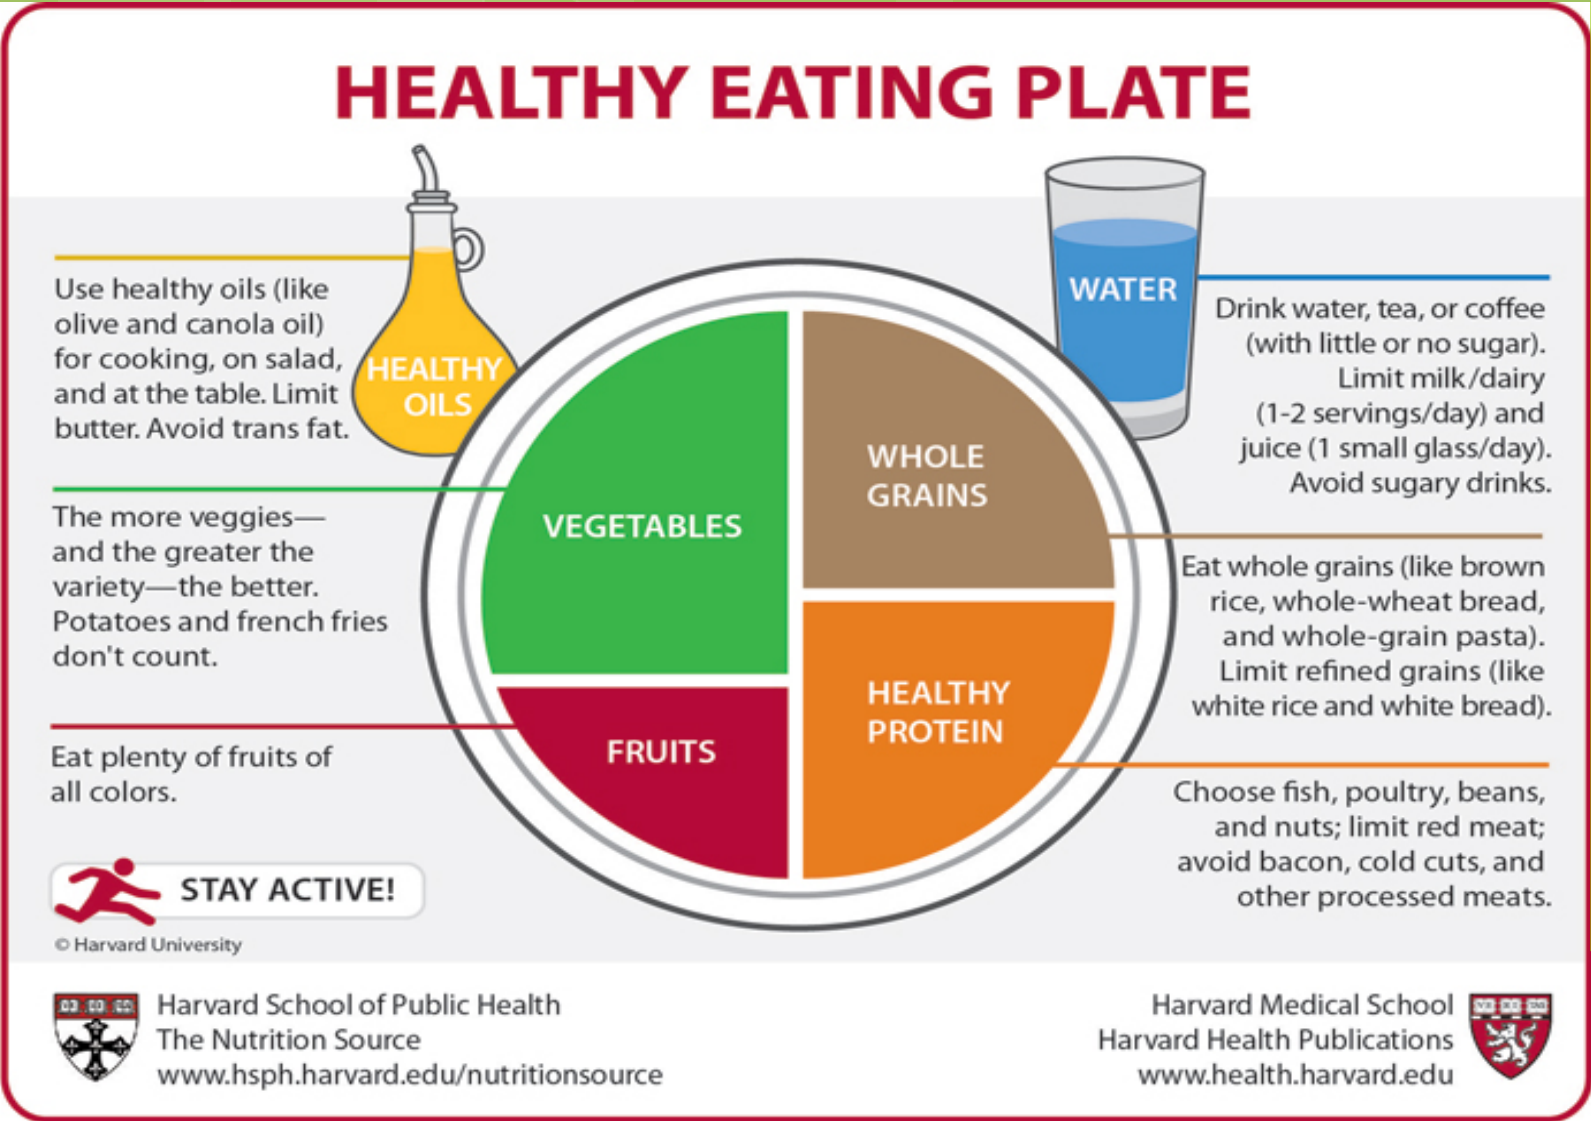 HEALTHY EATING PLATE
Use healthy oils (like
olive and canola oil)
for cooking, on salad,
and at the table. Limit
butter. Avoid trans fat.
HEALTHY
OILS
The more veggies—
and the greater the
variety—the better.
Potatoes and french fries
don't count.
Eat plenty of fruits of
all colors.
VEGETABLES
FRUITS
WHOLE
GRAINS
HEALTHY
PROTEIN
WATER
Drink water, tea, or coffee
(with little or no sugar).
Limit milk/dairy
(1-2 servings/day) and
juice (1 small glass/day).
Avoid sugary drinks.
Eat whole grains (like brown
rice, whole-wheat bread,
and whole-grain pasta).
Limit refined grains (like
white rice and white bread).
Choose fish, poultry, beans,
and nuts; limit red meat;
avoid bacon, cold cuts, and
other processed meats.
STAY ACTIVE!
© Harvard University
Harvard School of Public Health
The Nutrition Source
www.hsph.harvard.edu/nutritionsource
Harvard Medical School
Harvard Health Publications
www.health.harvard.edu